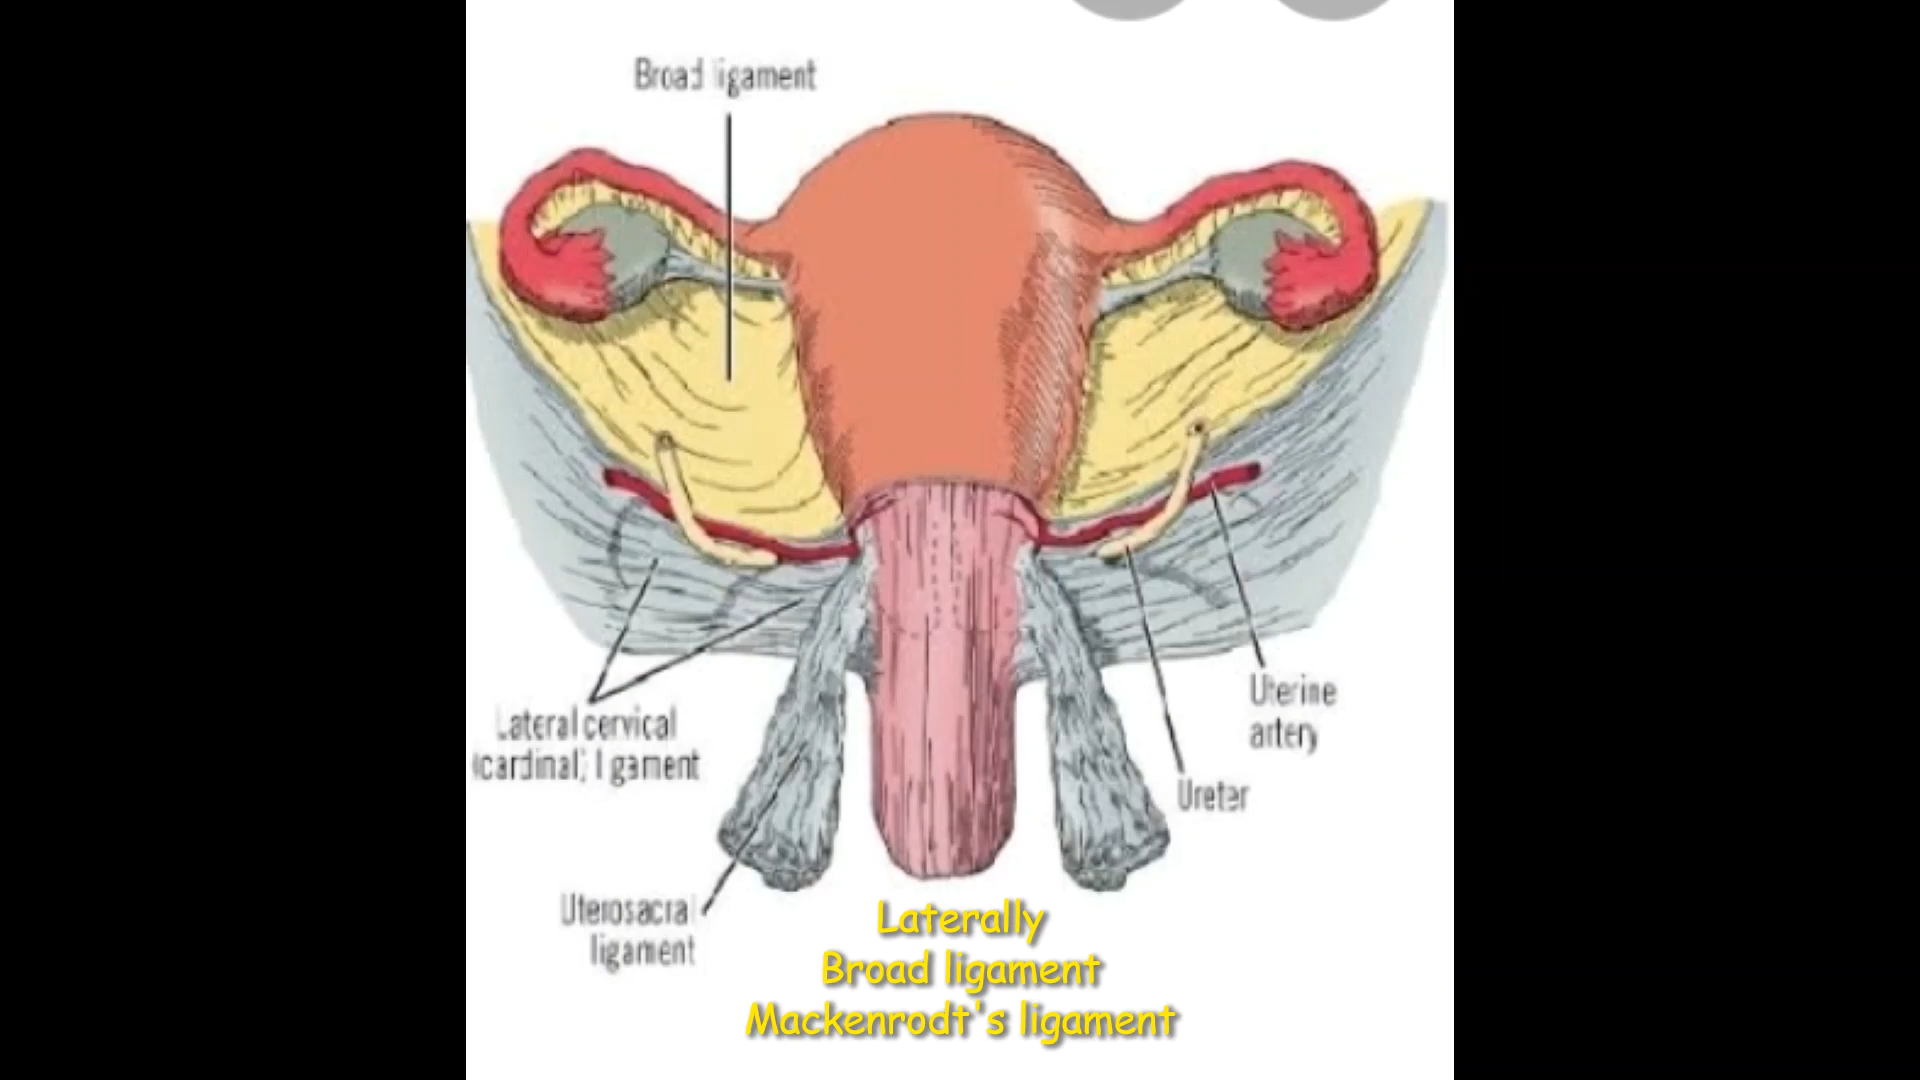 Broad ligament
Lateral cervical
(cardinal) ligament
Uterine
artery
Ureter
Uterosacral
ligament
Laterally
Broad ligament
Mackenrodt's ligament